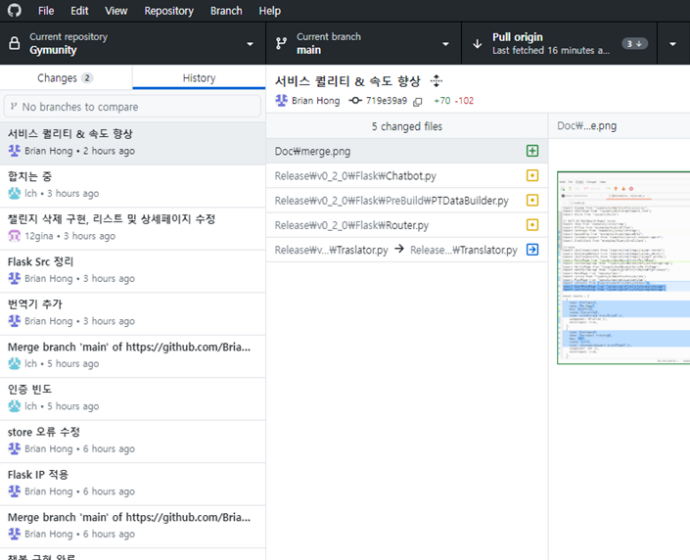 File Edit View Repository Branch Help
Current repository
Gymunity
Current branch
main
Pull origin
Last fetched 16 minutes a...
3
Changes 2
History
No branches to compare
서비스 퀄리티 & 속도 향상
Brian Hong • 2 hours ago
합치는 중
lch • 3 hours ago
챌린지 삭제 구현, 리스트 및 상세페이지 수정
12gina • 3 hours ago
Flask Src 정리
Brian Hong • 3 hours ago
번역기 추가
Brian Hong • 3 hours ago
Merge branch 'main' of https://github.com/Bria...
lch • 5 hours ago
인증 빈도
lch • 5 hours ago
store 오류 수정
Brian Hong • 6 hours ago
Flask IP 적용
Brian Hong • 6 hours ago
Merge branch 'main' of https://github.com/Bria...
Brian Hong • 6 hours ago
챗봇 구현 완료
서비스 퀄리티 & 속도 향상
Brian Hong 719e39a9 +70 -102
5 changed files
Doc₩merge.png
Release₩v0_2_0₩Flask₩Chatbot.py
Release₩v0_2_0₩Flask₩PreBuild₩PTDataBuilder.py
Release₩v0_2_0₩Flask₩Router.py
Release₩v...₩Traslator.py → Release...₩Translator.py
Doc₩...e.png